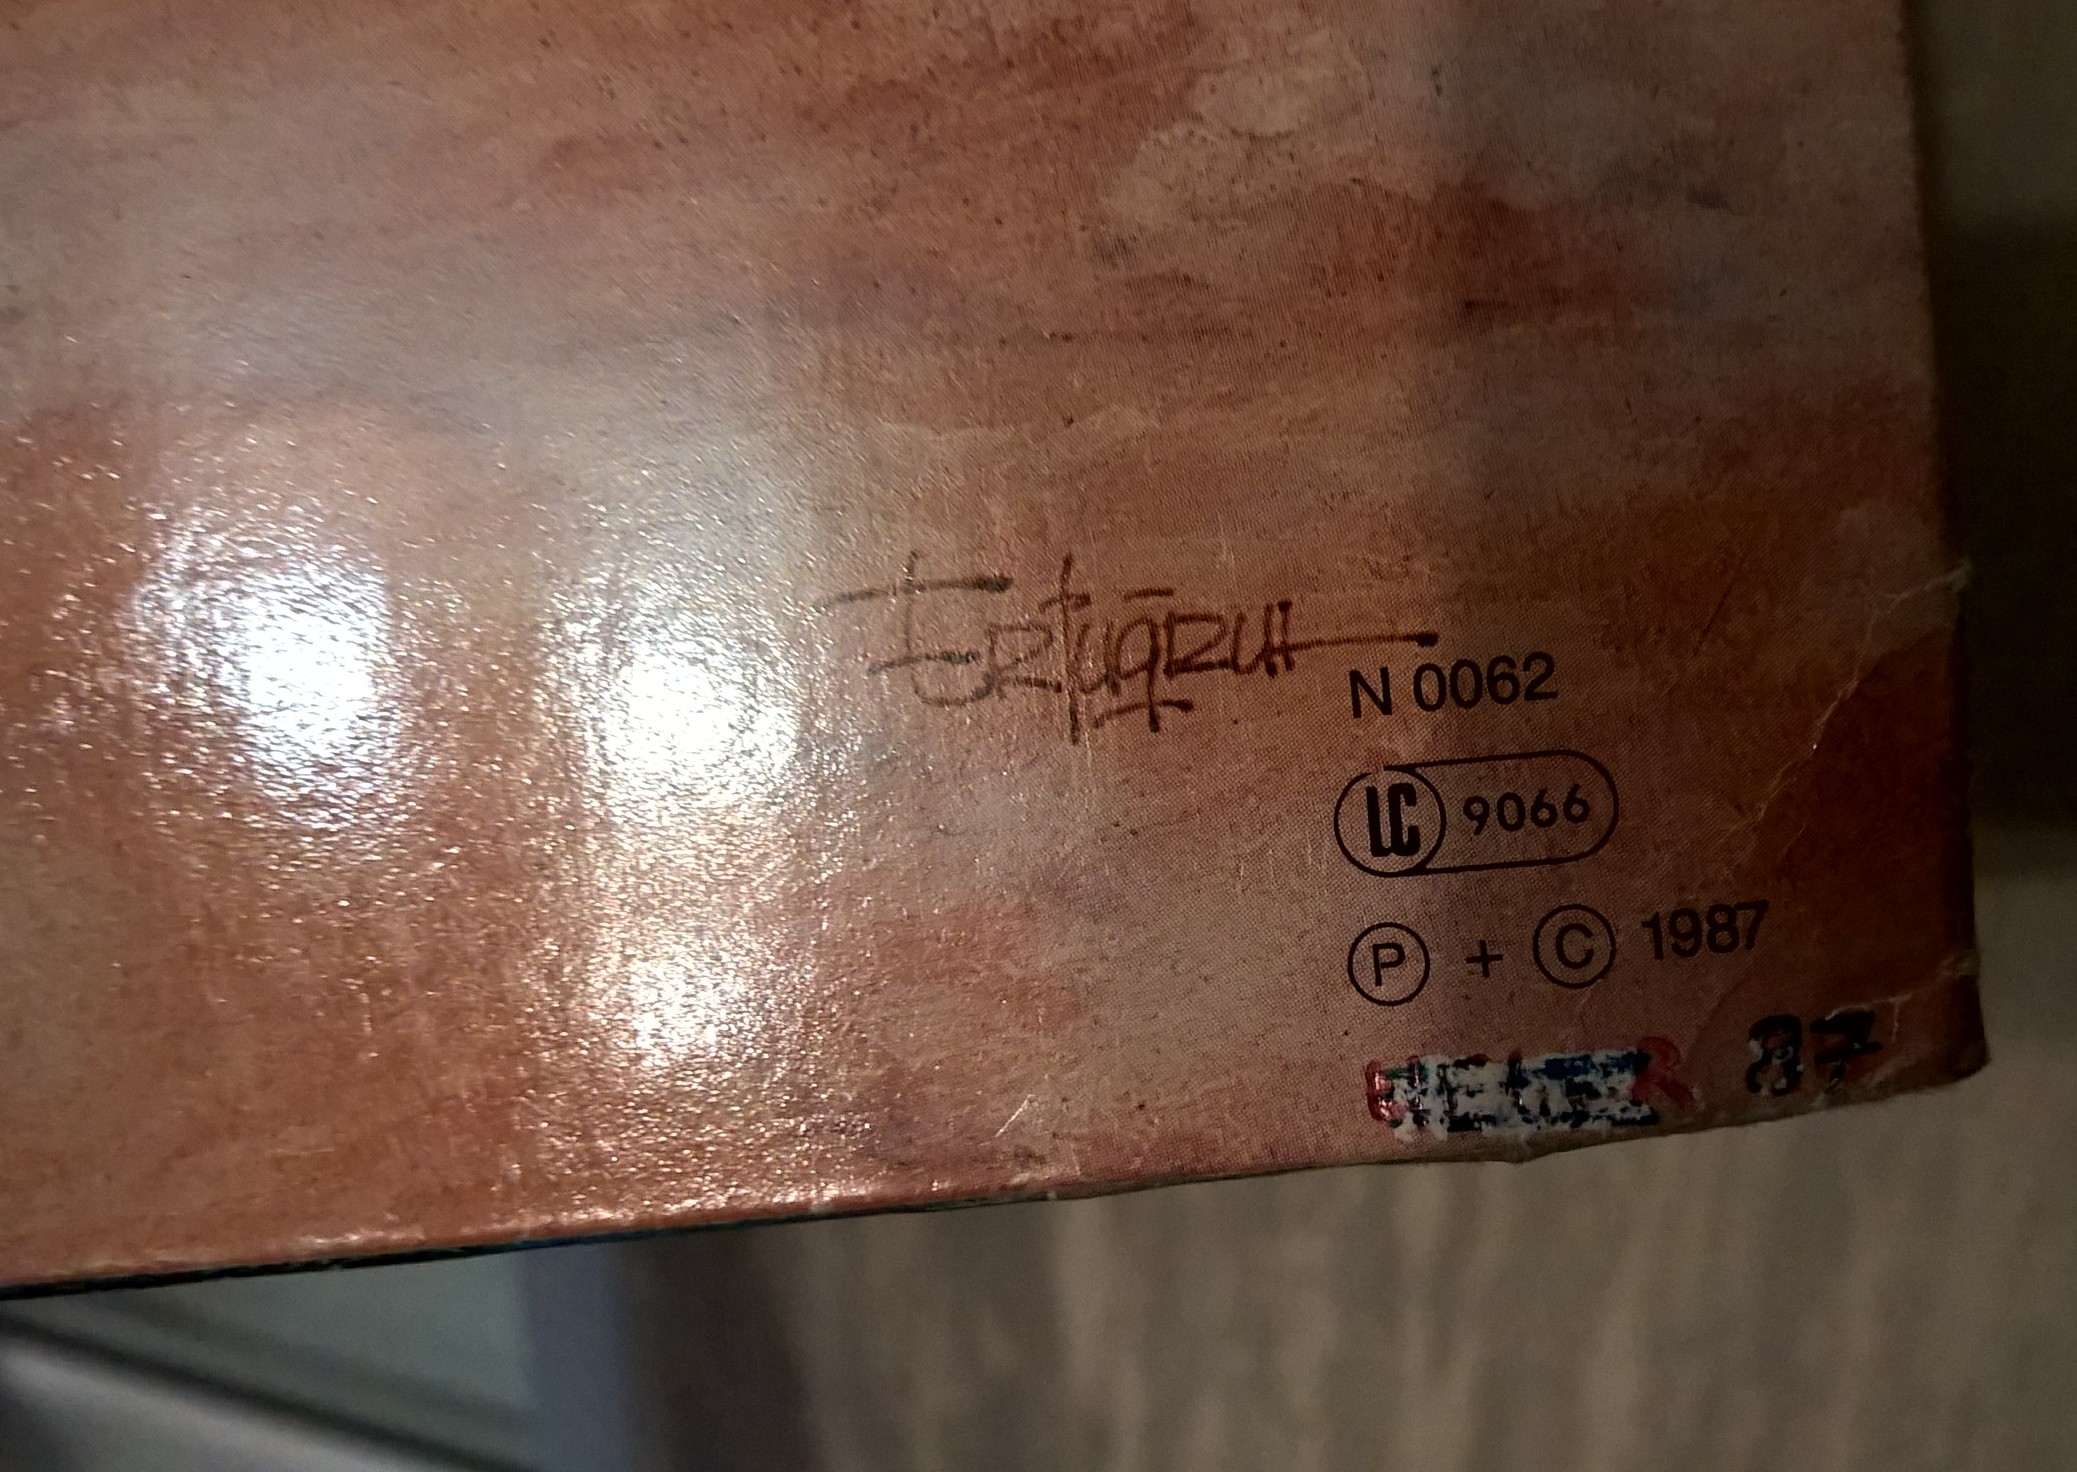 Ertuğrul
N 0062
LC 9066
Ⓟ + Ⓒ 1987
87